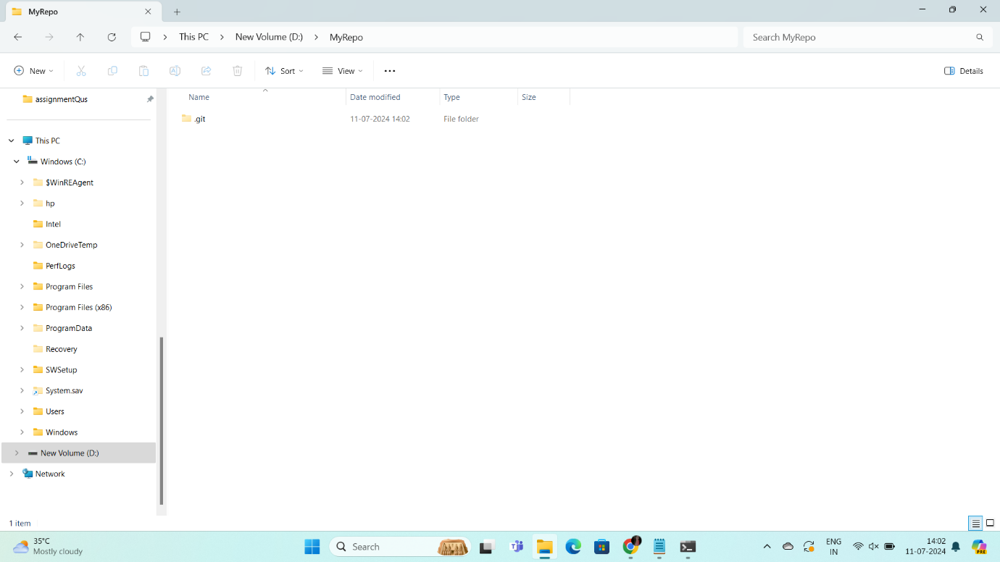 MyRepo
This PC > New Volume (D:) > MyRepo
Search MyRepo
New
Sort
View
Details
assignmentQus
Name
Date modified
Type
Size
.git
11-07-2024 14:02
File folder
This PC
Windows (C:)
$WinREAgent
hp
Intel
OneDriveTemp
PerfLogs
Program Files
Program Files (x86)
ProgramData
Recovery
SWSetup
System.sav
Users
Windows
New Volume (D:)
Network
1 item
35°C
Mostly cloudy
Search
ENG
IN
14:02
11-07-2024
PRE